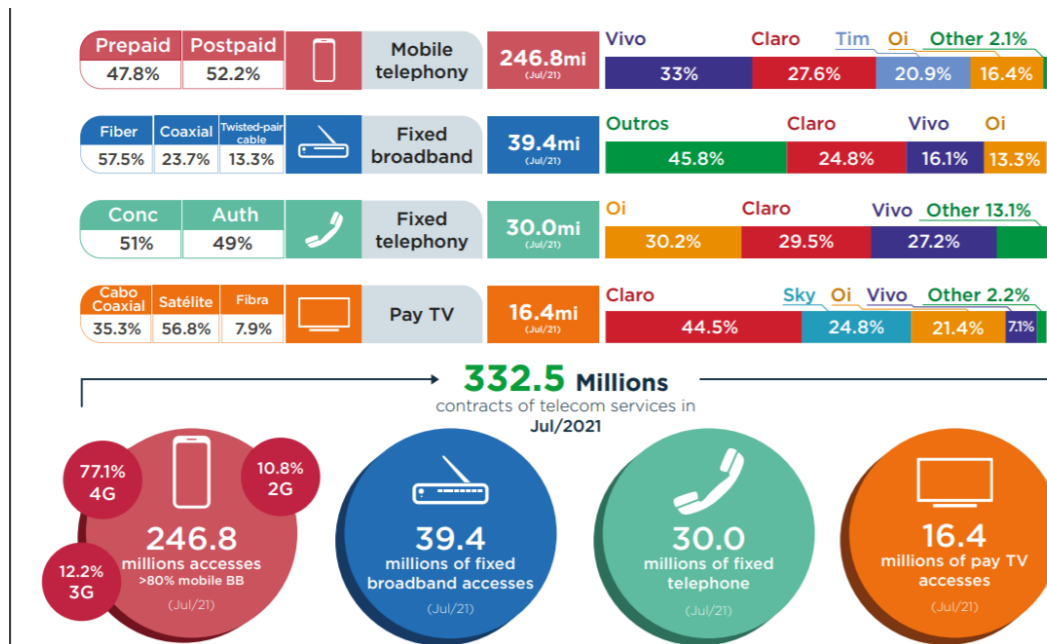 Prepaid Postpaid
47.8% 52.2%
Mobile
telephony
246.8mi
(Jul/21)
Vivo Claro Tim Oi Other 2.1%
33% 27.6% 20.9% 16.4%
Fiber Coaxial Twisted-pair
cable
57.5% 23.7% 13.3%
Fixed
broadband
39.4mi
(Jul/21)
Outros Claro Vivo Oi
45.8% 24.8% 16.1% 13.3%
Conc Auth
51% 49%
Fixed
telephony
30.0mi
(Jul/21)
Oi Claro Vivo Other 13.1%
30.2% 29.5% 27.2%
Cabo
Coaxial Satélite Fibra
35.3% 56.8% 7.9%
Pay TV
16.4mi
(Jul/21)
Claro Sky Oi Vivo Other 2.2%
44.5% 24.8% 21.4% 7.1%
332.5 Millions
contracts of telecom services in
Jul/2021
77.1%
4G
10.8%
2G
12.2%
3G
246.8
millions accesses
>80% mobile BB
(Jul/21)
39.4
millions of fixed
broadband accesses
(Jul/21)
30.0
millions of fixed
telephone
(Jul/21)
16.4
millions of pay TV
accesses
(Jul/21)